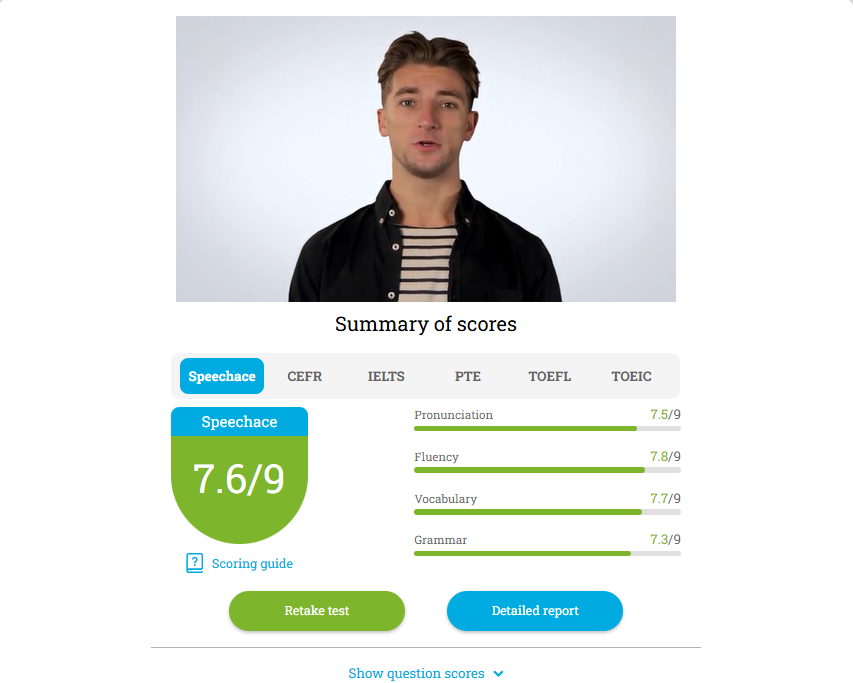 Summary of scores
Speechace CEFR IELTS PTE TOEFL TOEIC
Speechace
7.6/9
? Scoring guide
Pronunciation 7.5/9
Fluency 7.8/9
Vocabulary 7.7/9
Grammar 7.3/9
Retake test Detailed report
Show question scores